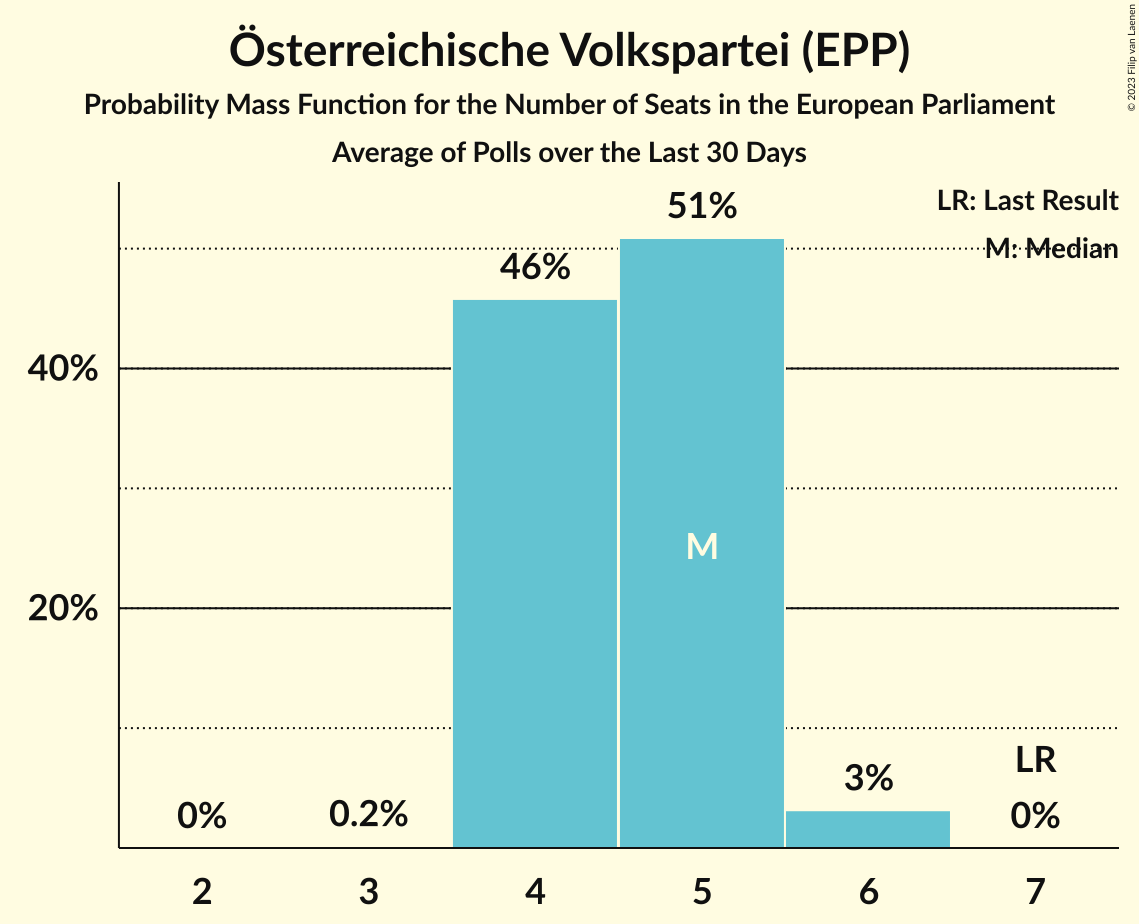 Österreichische Volkspartei (EPP)
Probability Mass Function for the Number of Seats in the European Parliament
Average of Polls over the Last 30 Days
© 2023 Filip van Laenen
LR: Last Result
M: Median
51%
46%
40%
M
20%
LR
3%
0%
0.2%
0%
2
3
4
5
6
7